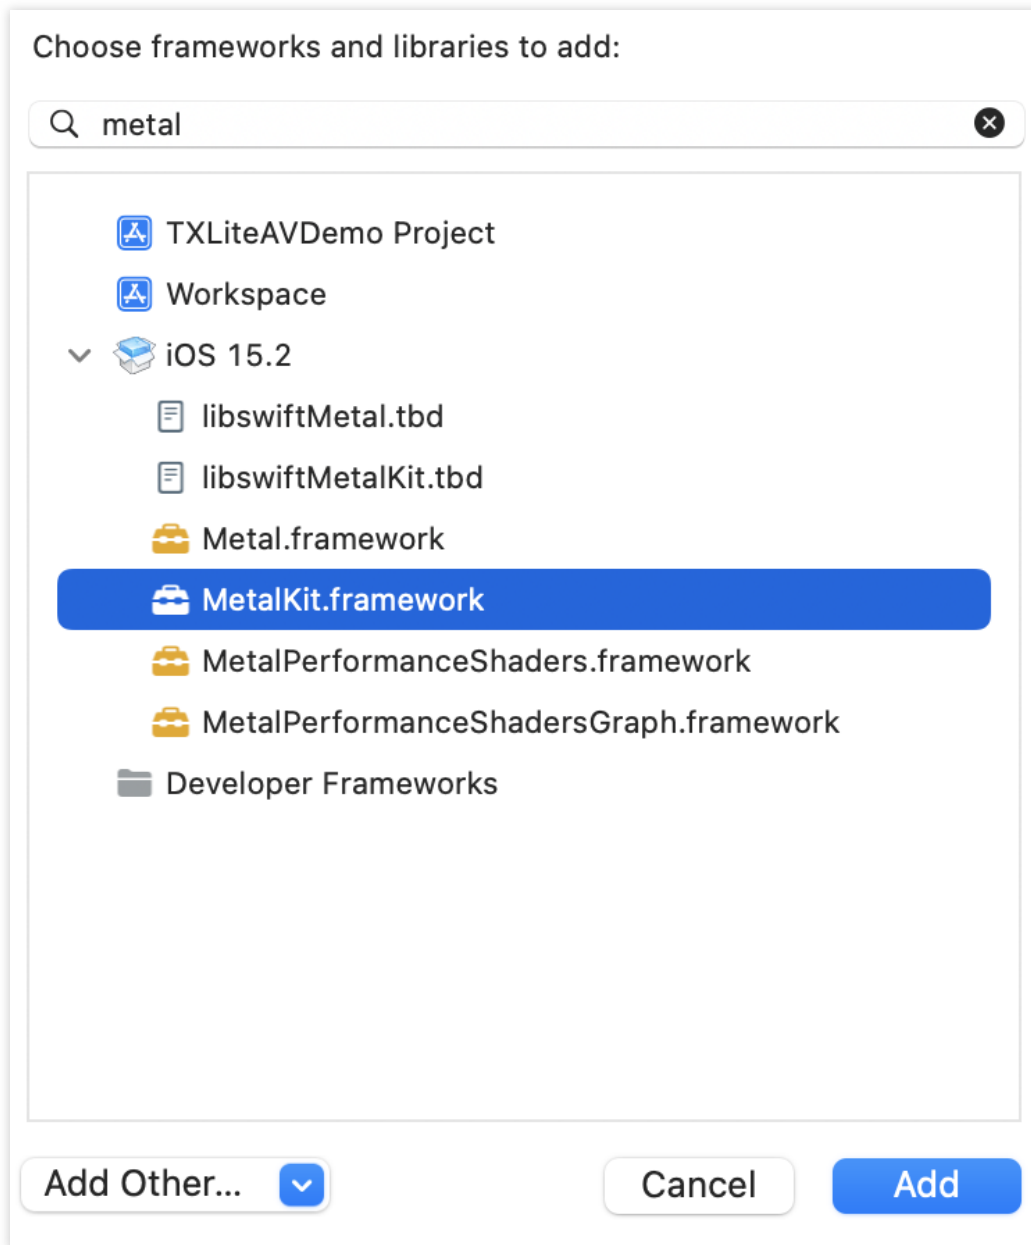 Choose frameworks and libraries to add:
metal
TXLiteAVDemo Project
Workspace
iOS 15.2
libswiftMetal.tbd
libswiftMetalKit.tbd
Metal.framework
MetalKit.framework
MetalPerformanceShaders.framework
MetalPerformanceShadersGraph.framework
Developer Frameworks
Add Other...
Cancel
Add